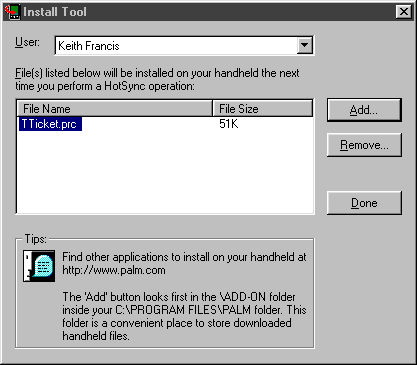 Install Tool
User: Keith Francis
File(s) listed below will be installed on your handheld the next
time you perform a HotSync operation:
File Name File Size
TTicket.prc 51K
Add...
Remove...
Done
Tips:
Find other applications to install on your handheld at
http://www.palm.com
The 'Add' button looks first in the \ADD-ON folder
inside your C:\PROGRAM FILES\PALM folder. This
folder is a convenient place to store downloaded
handheld files.